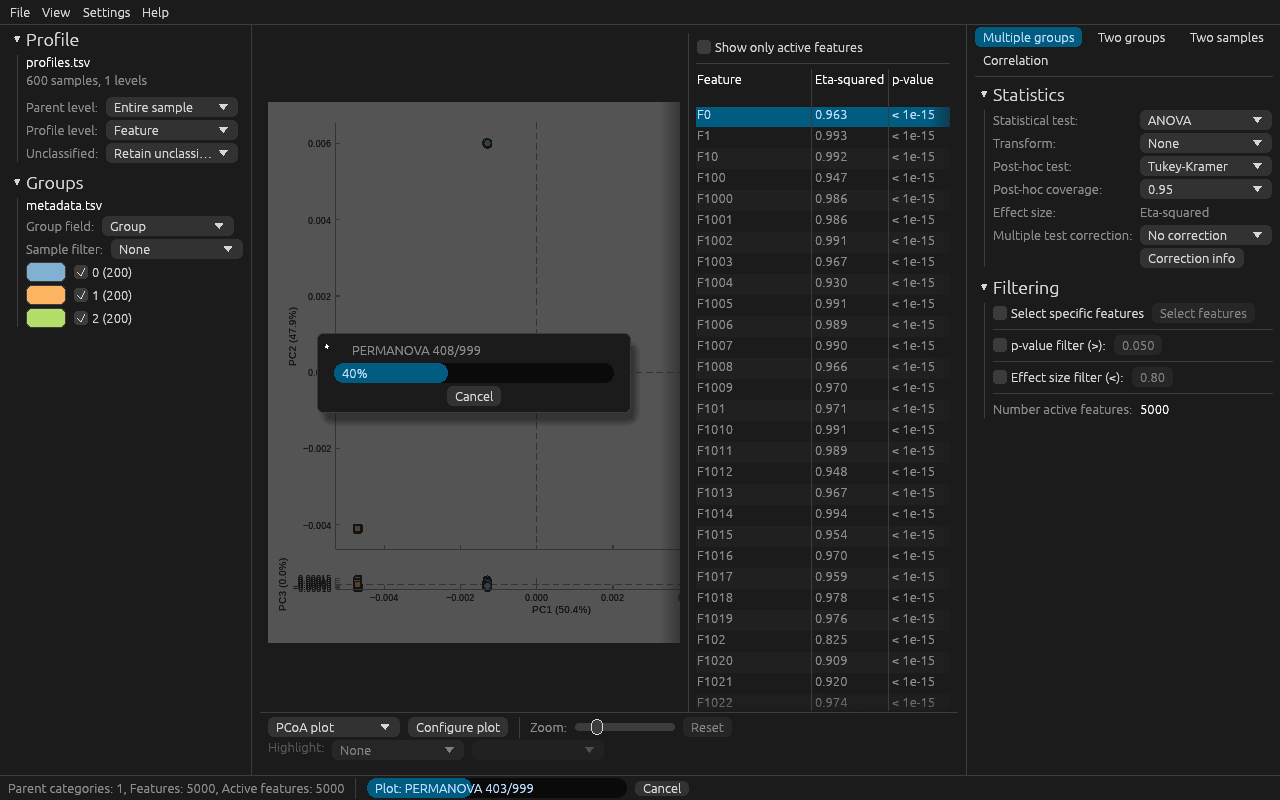 File View Settings Help
Profile
profiles.tsv
600 samples, 1 levels
Parent level: Entire sample
Profile level: Feature
Unclassified: Retain unclassi...
Groups
metadata.tsv
Group field: Group
Sample filter: None
0 (200)
1 (200)
2 (200)
0.006
0.004
0.002
−0.002
−0.004
PC2 (47.9%)
PC3 (0.0%)
−0.004 −0.002 0.000 0.002
PC1 (50.4%)
PERMANOVA 408/999
40%
Cancel
PCoA plot Configure plot Zoom: Reset
Highlight: None
Show only active features
Feature Eta-squared p-value
F0 0.963 < 1e-15
F1 0.993 < 1e-15
F10 0.992 < 1e-15
F100 0.947 < 1e-15
F1000 0.986 < 1e-15
F1001 0.986 < 1e-15
F1002 0.991 < 1e-15
F1003 0.967 < 1e-15
F1004 0.930 < 1e-15
F1005 0.991 < 1e-15
F1006 0.989 < 1e-15
F1007 0.990 < 1e-15
F1008 0.966 < 1e-15
F1009 0.970 < 1e-15
F101 0.971 < 1e-15
F1010 0.991 < 1e-15
F1011 0.989 < 1e-15
F1012 0.948 < 1e-15
F1013 0.967 < 1e-15
F1014 0.994 < 1e-15
F1015 0.954 < 1e-15
F1016 0.970 < 1e-15
F1017 0.959 < 1e-15
F1018 0.978 < 1e-15
F1019 0.976 < 1e-15
F102 0.825 < 1e-15
F1020 0.909 < 1e-15
F1021 0.920 < 1e-15
F1022 0.974 < 1e-15
Multiple groups Two groups Two samples
Correlation
Statistics
Statistical test: ANOVA
Transform: None
Post-hoc test: Tukey-Kramer
Post-hoc coverage: 0.95
Effect size: Eta-squared
Multiple test correction: No correction
Correction info
Filtering
Select specific features Select features
p-value filter (>): 0.050
Effect size filter (<): 0.80
Number active features: 5000
Parent categories: 1, Features: 5000, Active features: 5000 Plot: PERMANOVA 403/999 Cancel